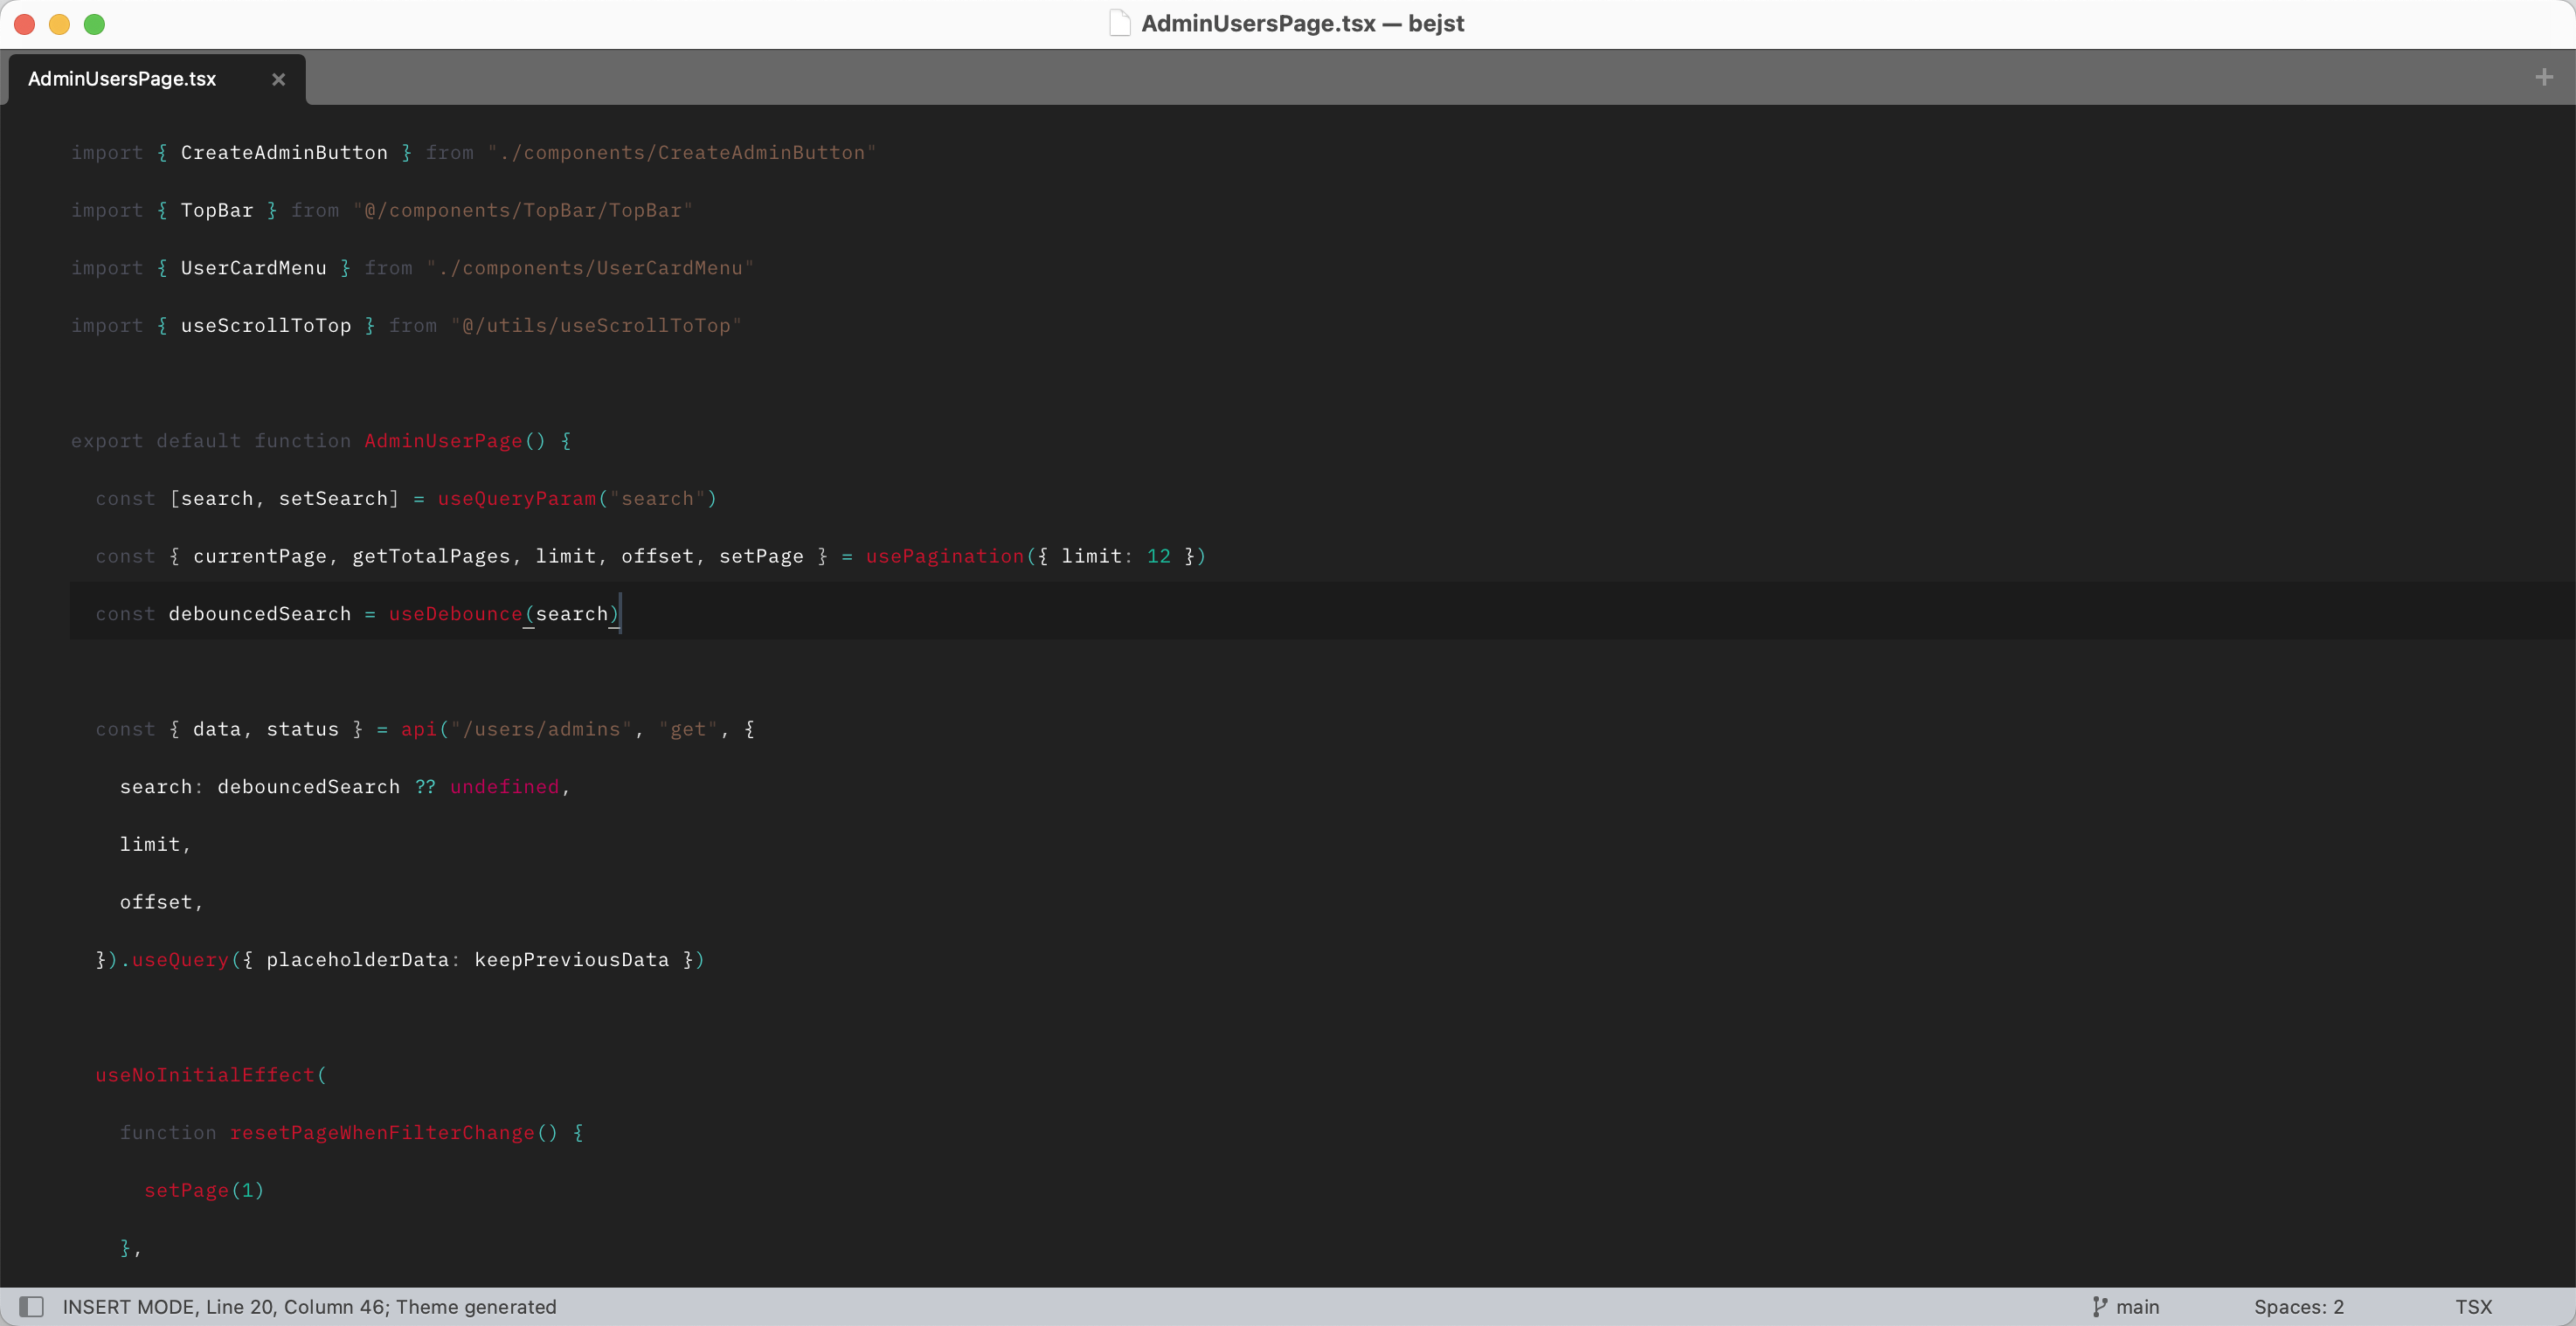 AdminUsersPage.tsx — bejst
AdminUsersPage.tsx
import { CreateAdminButton } from "./components/CreateAdminButton"
import { TopBar } from "@/components/TopBar/TopBar"
import { UserCardMenu } from "./components/UserCardMenu"
import { useScrollToTop } from "@/utils/useScrollToTop"
export default function AdminUserPage() {
const [search, setSearch] = useQueryParam("search")
const { currentPage, getTotalPages, limit, offset, setPage } = usePagination({ limit: 12 })
const debouncedSearch = useDebounce(search)
const { data, status } = api("/users/admins", "get", {
search: debouncedSearch ?? undefined,
limit,
offset,
}).useQuery({ placeholderData: keepPreviousData })
useNoInitialEffect(
function resetPageWhenFilterChange() {
setPage(1)
},
INSERT MODE, Line 20, Column 46; Theme generated
main
Spaces: 2
TSX